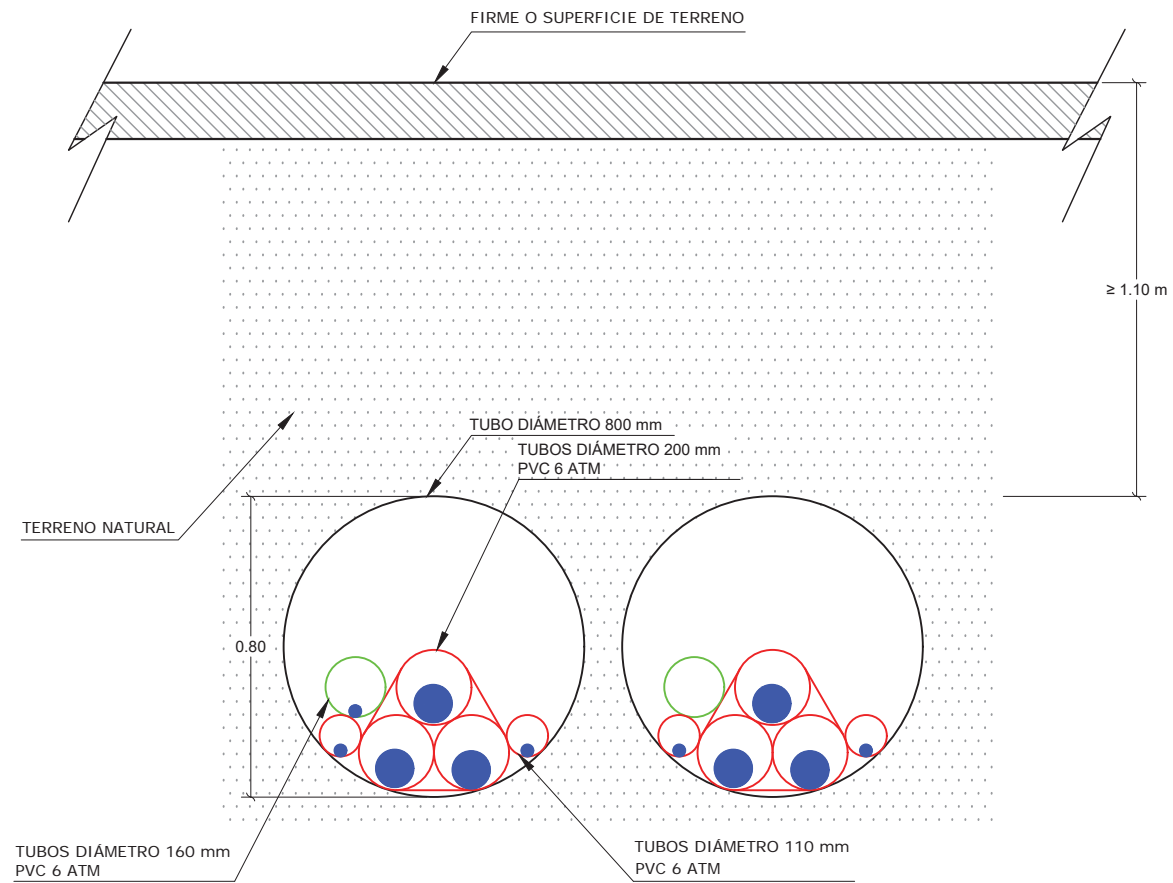 FIRME O SUPERFICIE DE TERRENO
≥ 1.10 m
TUBO DIÁMETRO 800 mm
TUBOS DIÁMETRO 200 mm
PVC 6 ATM
TERRENO NATURAL
0.80
TUBOS DIÁMETRO 160 mm
PVC 6 ATM
TUBOS DIÁMETRO 110 mm
PVC 6 ATM